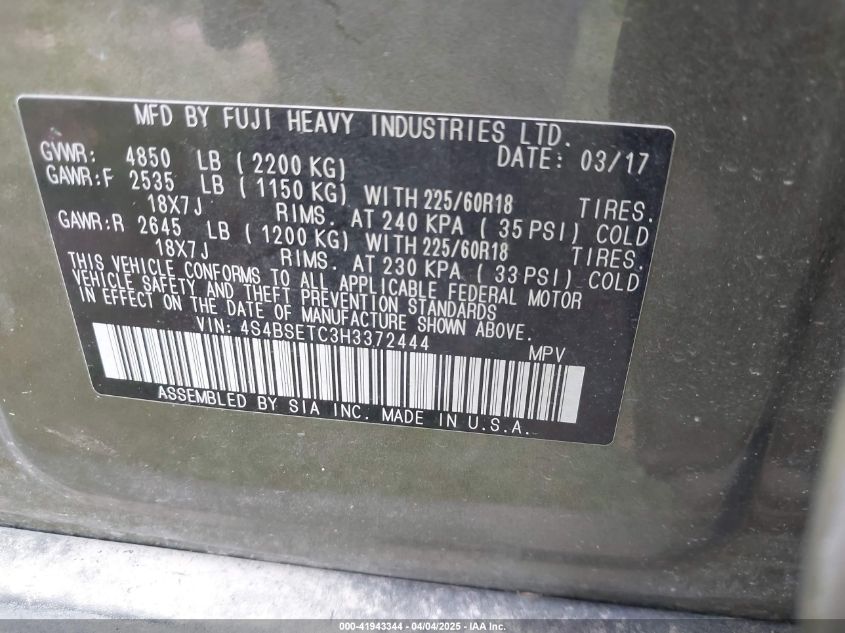 MFD BY FUJI HEAVY INDUSTRIES LTD.
GVWR: 4850 LB (2200 KG) DATE: 03/17
GAWR:F 2535 LB (1150 KG) WITH 225/60R18 TIRES.
18X7J RIMS. AT 240 KPA (35 PSI) COLD
GAWR:R 2645 LB (1200 KG) WITH 225/60R18 TIRES.
18X7J RIMS. AT 230 KPA (33 PSI) COLD
THIS VEHICLE CONFORMS TO ALL APPLICABLE FEDERAL MOTOR
VEHICLE SAFETY AND THEFT PREVENTION STANDARDS
IN EFFECT ON THE DATE OF MANUFACTURE SHOWN ABOVE.
VIN: 4S4BSETC3H3372444 MPV
ASSEMBLED BY SIA INC. MADE IN U.S.A.
000-41943344 / 04/04/2025 - IAA Inc.